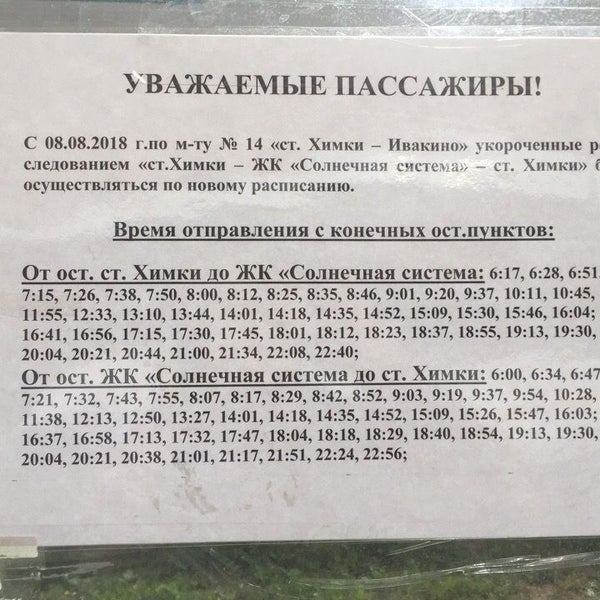 УВАЖАЕМЫЕ ПАССАЖИРЫ!
С 08.08.2018 г.по м-ту № 14 «ст. Химки – Ивакино» укороченные
следованием «ст.Химки – ЖК «Солнечная система» – ст. Химки»
осуществляться по новому расписанию.
Время отправления с конечных ост.пунктов:
От ост. ст. Химки до ЖК «Солнечная система: 6:17, 6:28, 6:51,
7:15, 7:26, 7:38, 7:50, 8:00, 8:12, 8:25, 8:35, 8:46, 9:01, 9:20, 9:37, 10:11, 10:45,
11:55, 12:33, 13:10, 13:44, 14:01, 14:18, 14:35, 14:52, 15:09, 15:30, 15:46, 16:04;
16:41, 16:56, 17:15, 17:30, 17:45, 18:01, 18:12, 18:23, 18:37, 18:55, 19:13, 19:30,
20:04, 20:21, 20:44, 21:00, 21:34, 22:08, 22:40;
От ост. ЖК «Солнечная система до ст. Химки: 6:00, 6:34, 6:47
7:21, 7:32, 7:43, 7:55, 8:07, 8:17, 8:29, 8:42, 8:52, 9:03, 9:19, 9:37, 9:54, 10:28,
11:38, 12:13, 12:50, 13:27, 14:01, 14:18, 14:35, 14:52, 15:09, 15:26, 15:47, 16:03;
16:37, 16:58, 17:13, 17:32, 17:47, 18:04, 18:18, 18:29, 18:40, 18:54, 19:13, 19:30,
20:04, 20:21, 20:38, 21:01, 21:17, 21:51, 22:24, 22:56;